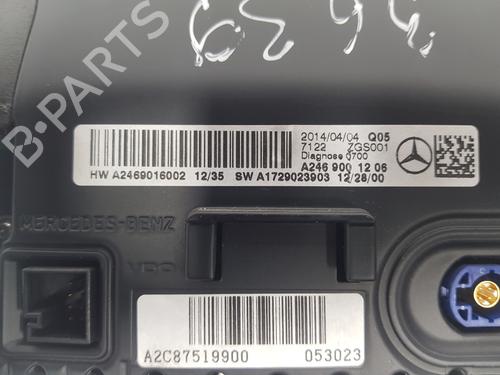 B-PARTS
2014/04/04 Q05
7122 ZGS001
Diagnose 0700
A246 900 12 06
HW A2469016002 12/35 SW A1729023903 12/28/00
MERCEDES-BENZ
VDO
A2C87519900 053023